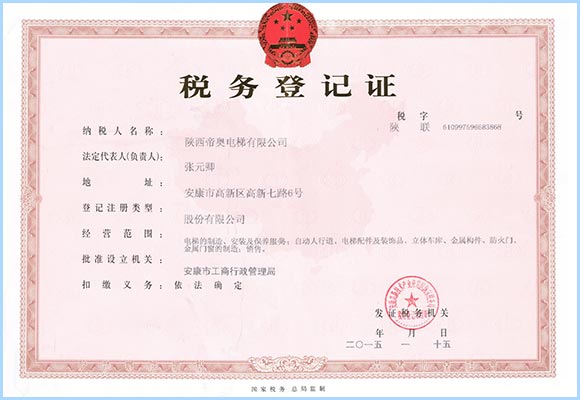 税务登记证
税 字 号
陕 联 610997596683868
纳税人名称: 陕西帝奥电梯有限公司
法定代表人(负责人): 张元卿
地 址: 安康市高新区高新七路6号
登记注册类型: 股份有限公司
经营范围: 电梯的制造、安装及保养服务;自动人行道、电梯配件及装饰品、立体车库、金属构件、防火门、
金属门窗的制造;销售。
批准设立机关: 安康市工商行政管理局
扣缴义务: 依法确定
发证税务机关
年 月 日
二〇一五 一 十五
国家税务总局监制